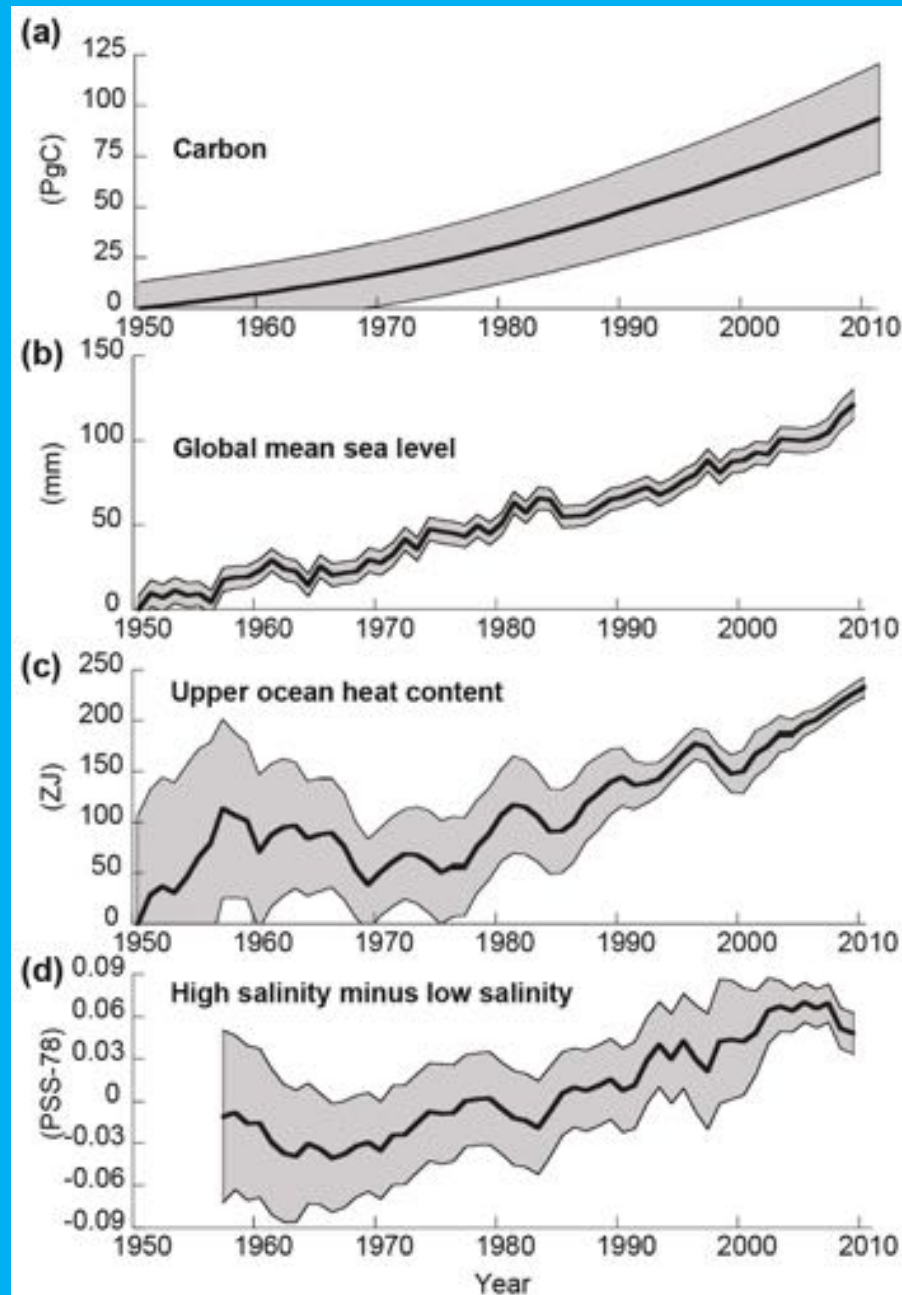 (a)
125
100
75
50
25
0
(PgC)
Carbon
1950 1960 1970 1980 1990 2000 2010
(b)
150
100
50
0
(mm)
Global mean sea level
1950 1960 1970 1980 1990 2000 2010
(c)
250
200
150
100
50
0
(ZJ)
Upper ocean heat content
1950 1960 1970 1980 1990 2000 2010
(d)
0.09
0.06
0.03
0
-0.03
-0.06
-0.09
(PSS-78)
High salinity minus low salinity
1950 1960 1970 1980 1990 2000 2010
Year